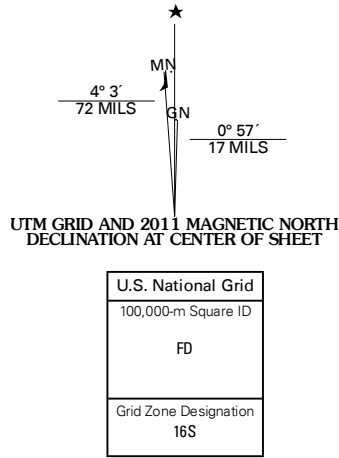 MN
4° 3´
72 MILS
GN
0° 57´
17 MILS
UTM GRID AND 2011 MAGNETIC NORTH
DECLINATION AT CENTER OF SHEET
U.S. National Grid
100,000-m Square ID
FD
Grid Zone Designation
16S